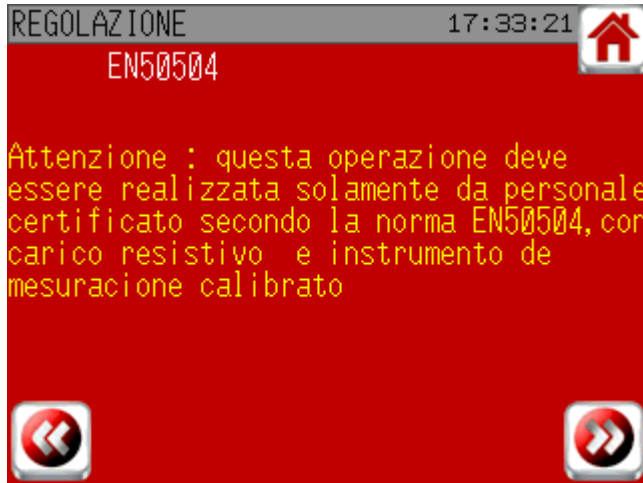 REGOLAZIONE 17:33:21
EN50504
Attenzione : questa operazione deve
essere realizzata solamente da personale
certificato secondo la norma EN50504,con
carico resistivo e instrumento de
mesuracione calibrato